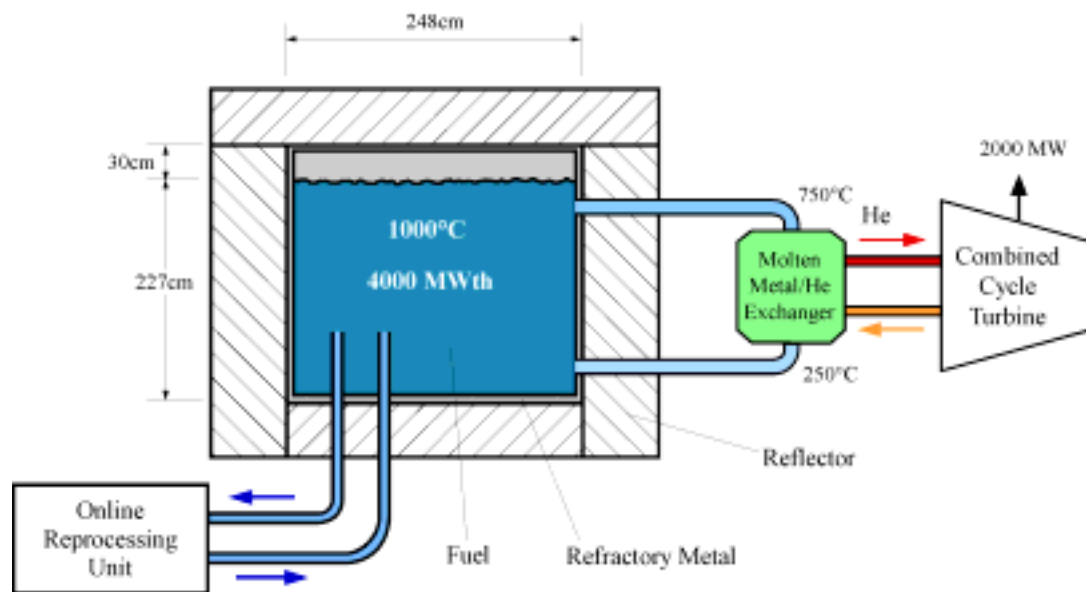 248cm
30cm
227cm
1000°C
4000 MWth
750°C
He
2000 MW
Molten
Metal/He
Exchanger
Combined
Cycle
Turbine
250°C
Reflector
Online
Reprocessing
Unit
Fuel
Refractory Metal